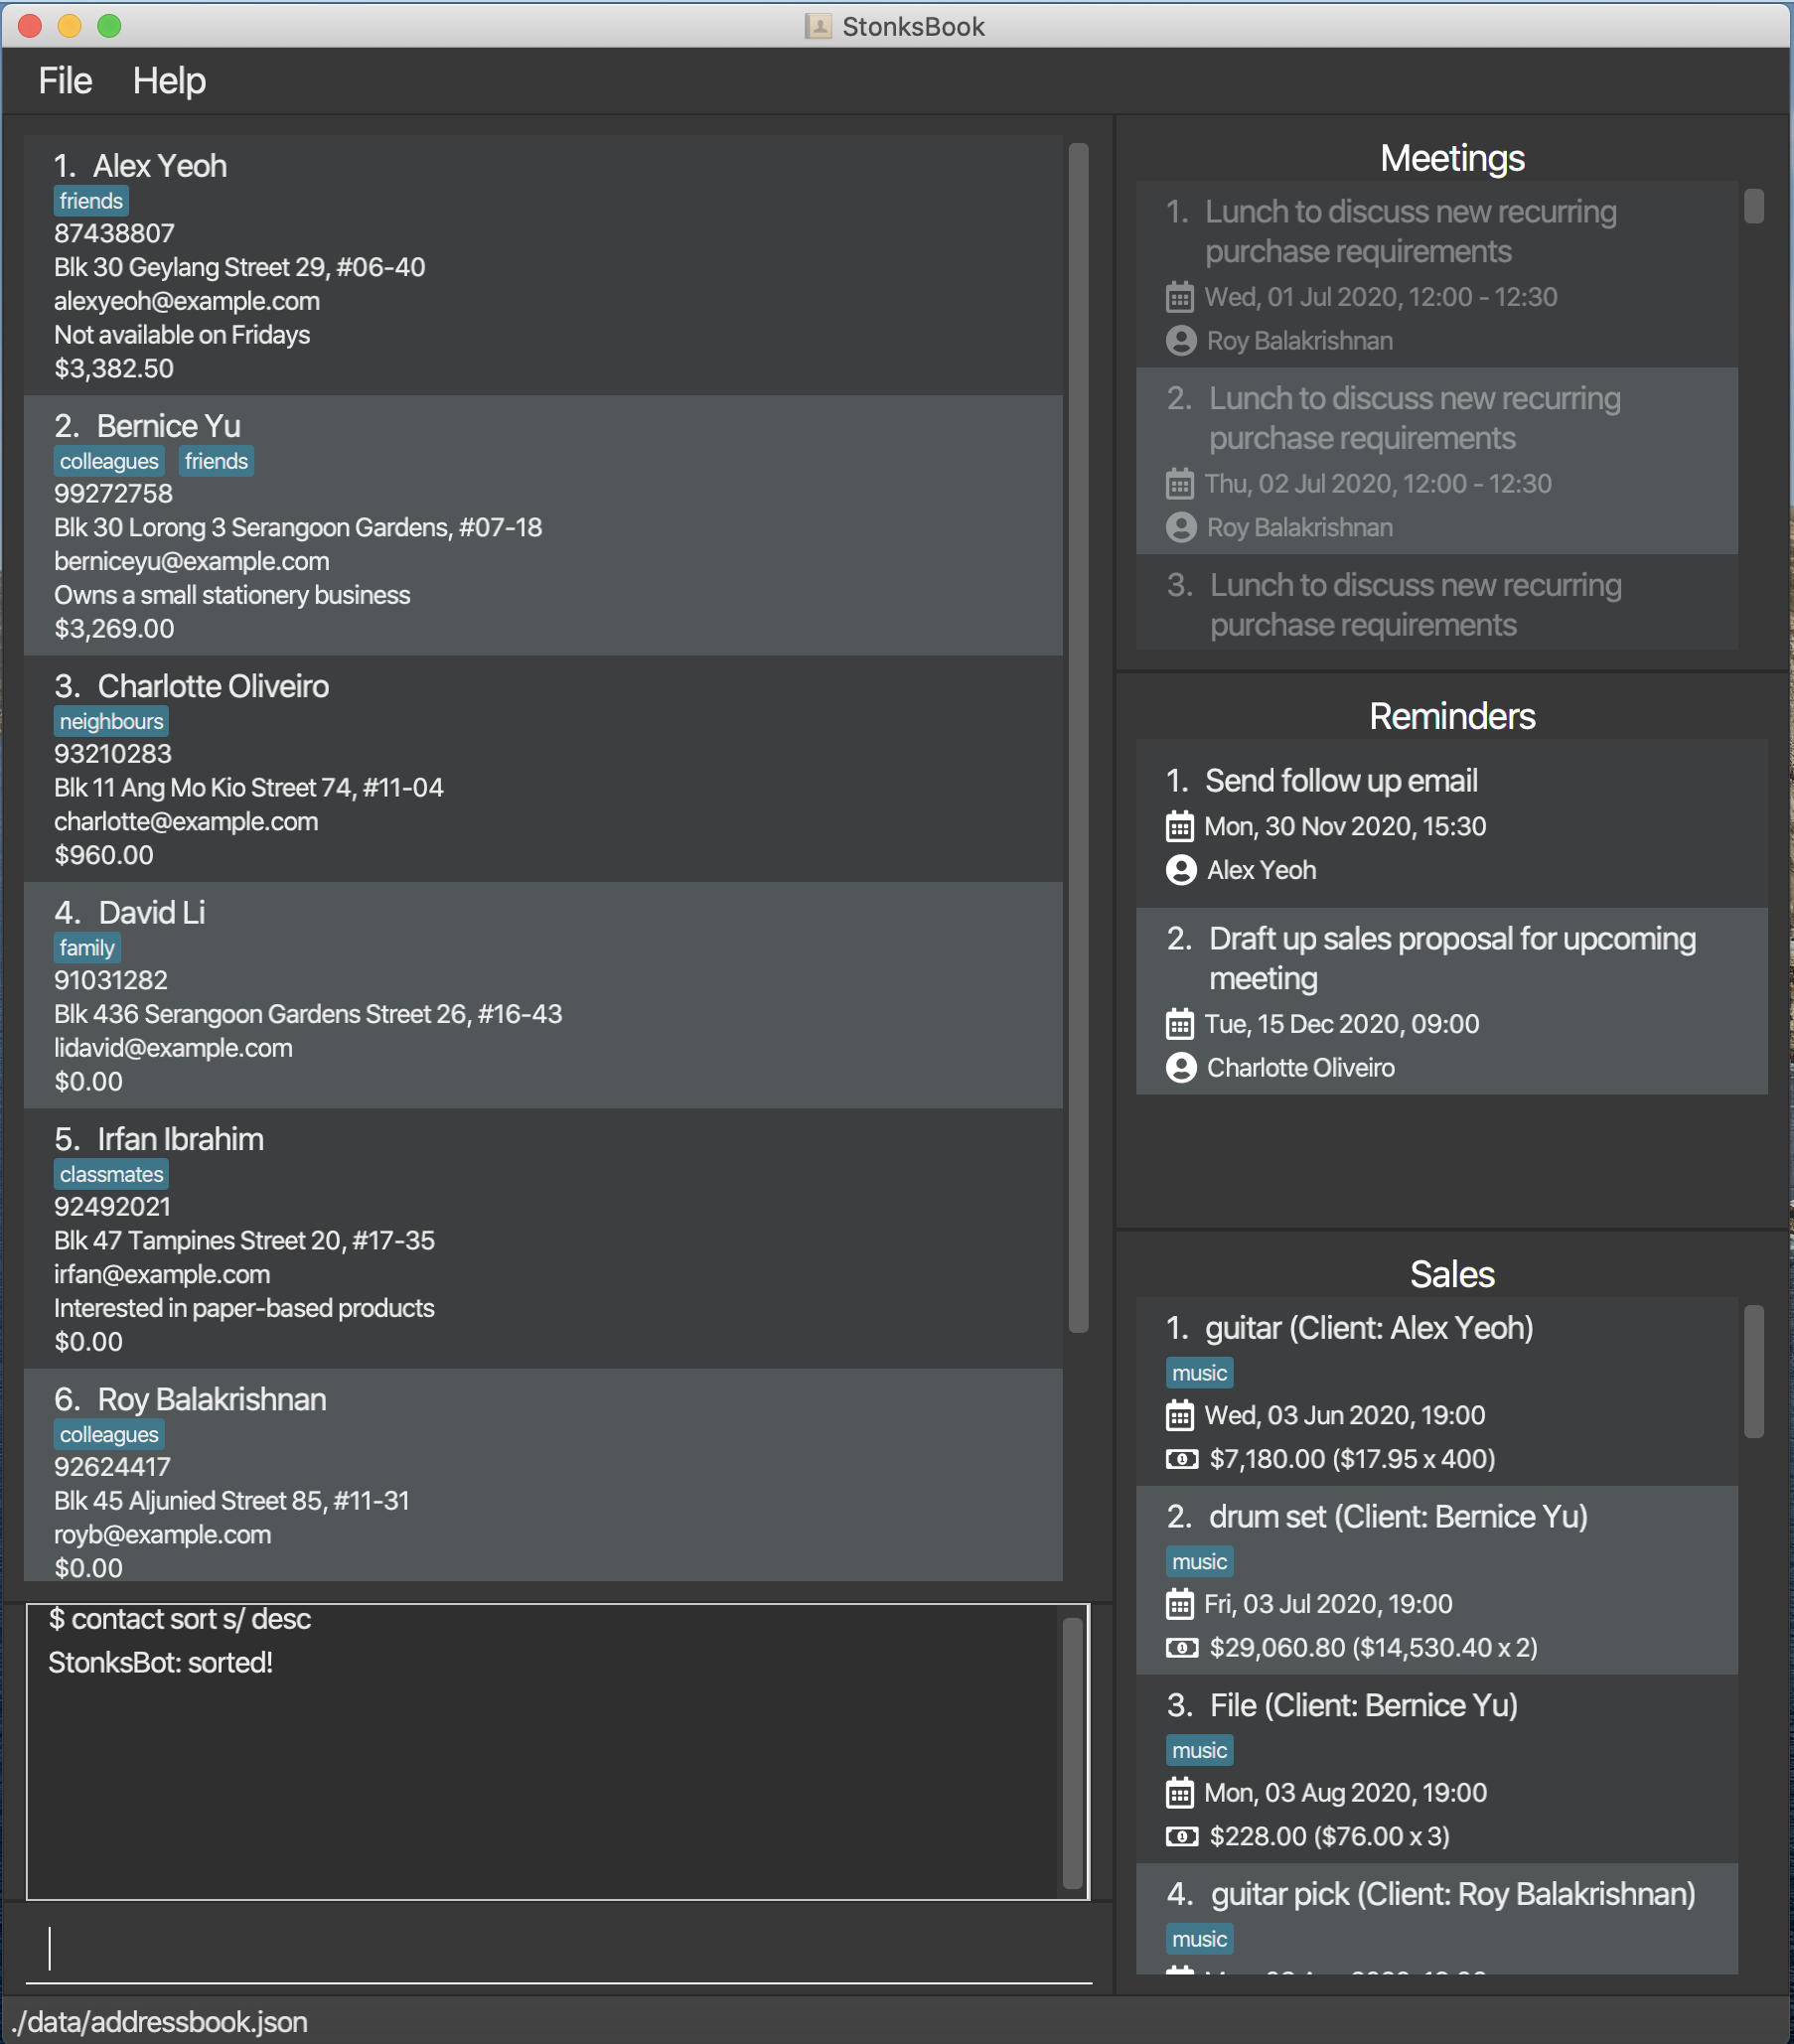 StonksBook
File Help
1. Alex Yeoh
friends
87438807
Blk 30 Geylang Street 29, #06-40
alexyeoh@example.com
Not available on Fridays
$3,382.50
2. Bernice Yu
colleagues friends
99272758
Blk 30 Lorong 3 Serangoon Gardens, #07-18
berniceyu@example.com
Owns a small stationery business
$3,269.00
3. Charlotte Oliveiro
neighbours
93210283
Blk 11 Ang Mo Kio Street 74, #11-04
charlotte@example.com
$960.00
4. David Li
family
91031282
Blk 436 Serangoon Gardens Street 26, #16-43
lidavid@example.com
$0.00
5. Irfan Ibrahim
classmates
92492021
Blk 47 Tampines Street 20, #17-35
irfan@example.com
Interested in paper-based products
$0.00
6. Roy Balakrishnan
colleagues
92624417
Blk 45 Aljunied Street 85, #11-31
royb@example.com
$0.00
$ contact sort s/ desc
StonksBot: sorted!
Meetings
1. Lunch to discuss new recurring
purchase requirements
Wed, 01 Jul 2020, 12:00 - 12:30
Roy Balakrishnan
2. Lunch to discuss new recurring
purchase requirements
Thu, 02 Jul 2020, 12:00 - 12:30
Roy Balakrishnan
3. Lunch to discuss new recurring
purchase requirements
Reminders
1. Send follow up email
Mon, 30 Nov 2020, 15:30
Alex Yeoh
2. Draft up sales proposal for upcoming
meeting
Tue, 15 Dec 2020, 09:00
Charlotte Oliveiro
Sales
1. guitar (Client: Alex Yeoh)
music
Wed, 03 Jun 2020, 19:00
$7,180.00 ($17.95 x 400)
2. drum set (Client: Bernice Yu)
music
Fri, 03 Jul 2020, 19:00
$29,060.80 ($14,530.40 x 2)
3. File (Client: Bernice Yu)
music
Mon, 03 Aug 2020, 19:00
$228.00 ($76.00 x 3)
4. guitar pick (Client: Roy Balakrishnan)
music
./data/addressbook.json